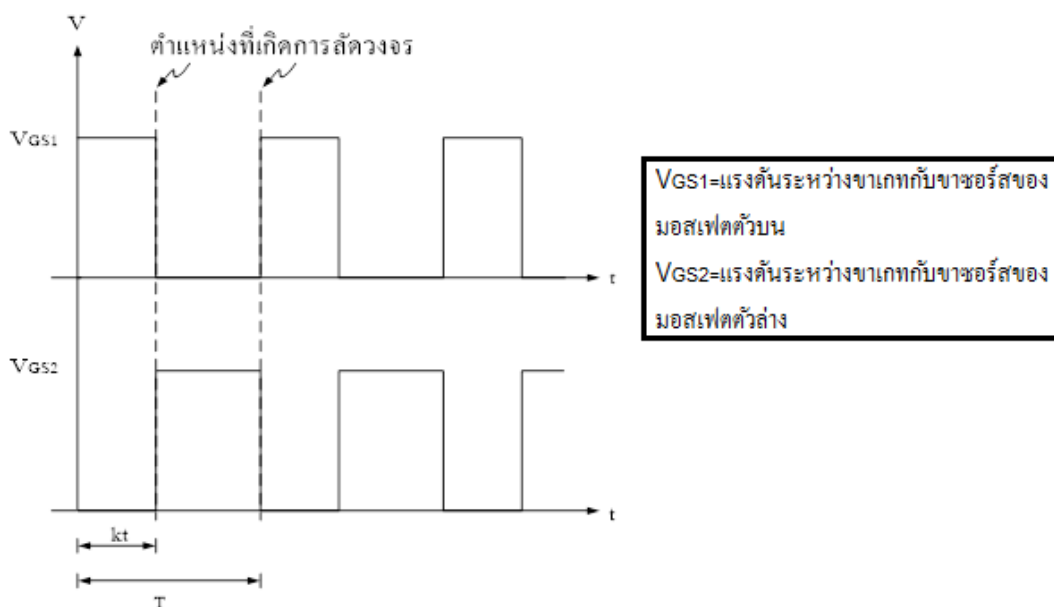 V
ตำแหน่งที่เกิดการลัดวงจร
VGS1
t
VGS2
t
kt
T
VGS1=แรงดันระหว่างขาเกทกับขาซอร์สของ
มอสเฟตตัวบน
VGS2=แรงดันระหว่างขาเกทกับขาซอร์สของ
มอสเฟตตัวล่าง